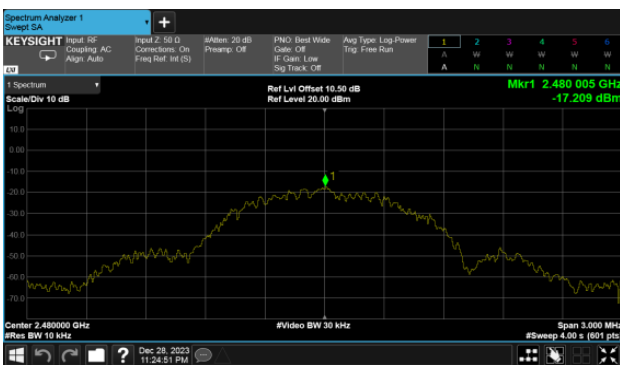 Spectrum Analyzer 1
Swept SA
+
KEYSIGHT Input: RF Input Z: 50 Ω #Atten: 20 dB PNO: Best Wide Avg Type: Log-Power 1 2 3 4 5 6
Coupling: AC Corrections: On Preamp: Off Gate: Off Trig: Free Run A W W W W W
Align: Auto Freq Ref: Int (S) IF Gain: Low
LXI Sig Track: Off A N N N N N
1 Spectrum Ref Lvl Offset 10.50 dB Mkr1 2.480 005 GHz
Scale/Div 10 dB Ref Level 20.00 dBm -17.209 dBm
Log
10.0
0.00
-10.0
1
-20.0
-30.0
-40.0
-50.0
-60.0
-70.0
Center 2.480000 GHz #Video BW 30 kHz Span 3.000 MHz
#Res BW 10 kHz #Sweep 4.00 s (601 pts)
? Dec 28, 2023
11:24:51 PM